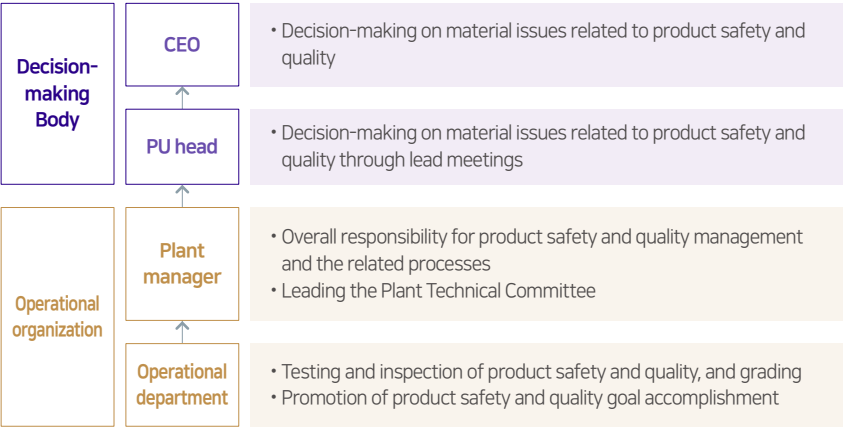 Decision-
making
Body
CEO
• Decision-making on material issues related to product safety and
quality
PU head
• Decision-making on material issues related to product safety and
quality through lead meetings
Operational
organization
Plant
manager
• Overall responsibility for product safety and quality management
and the related processes
• Leading the Plant Technical Committee
Operational
department
• Testing and inspection of product safety and quality, and grading
• Promotion of product safety and quality goal accomplishment